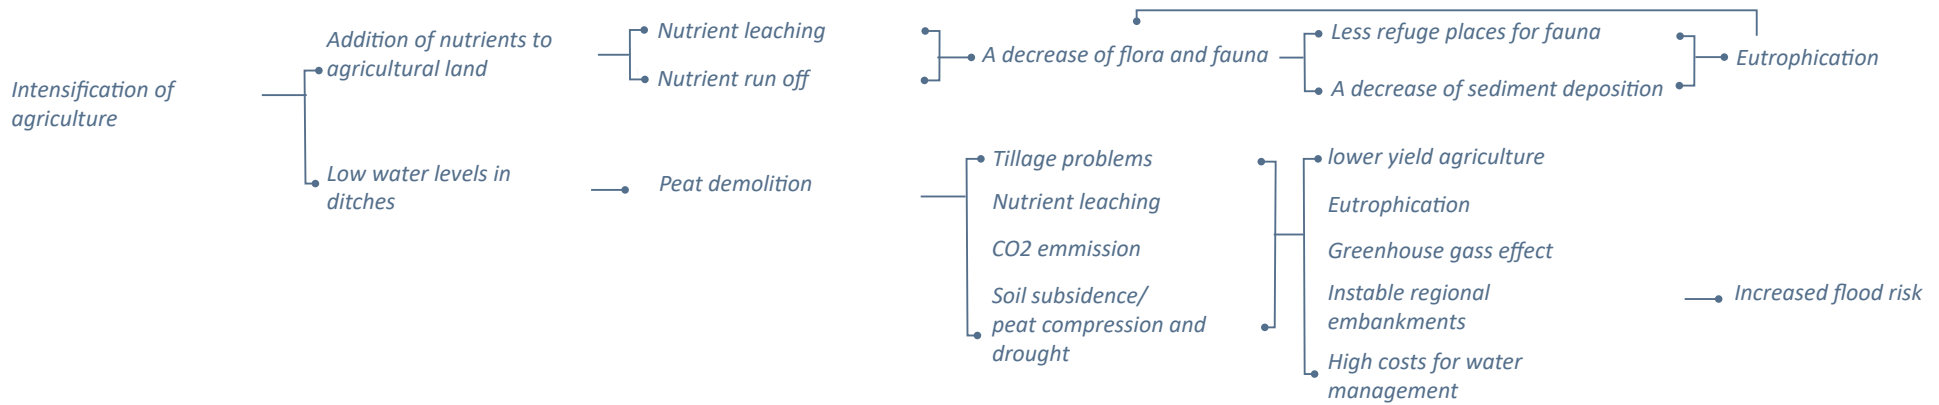 Intensification of
agriculture
Addition of nutrients to
agricultural land
Low water levels in
ditches
Nutrient leaching
Nutrient run off
Peat demolition
A decrease of flora and fauna
Tillage problems
Nutrient leaching
CO2 emmission
Soil subsidence/
peat compression and
drought
Less refuge places for fauna
A decrease of sediment deposition
lower yield agriculture
Eutrophication
Greenhouse gass effect
Instable regional
embankments
High costs for water
management
Eutrophication
Increased flood risk